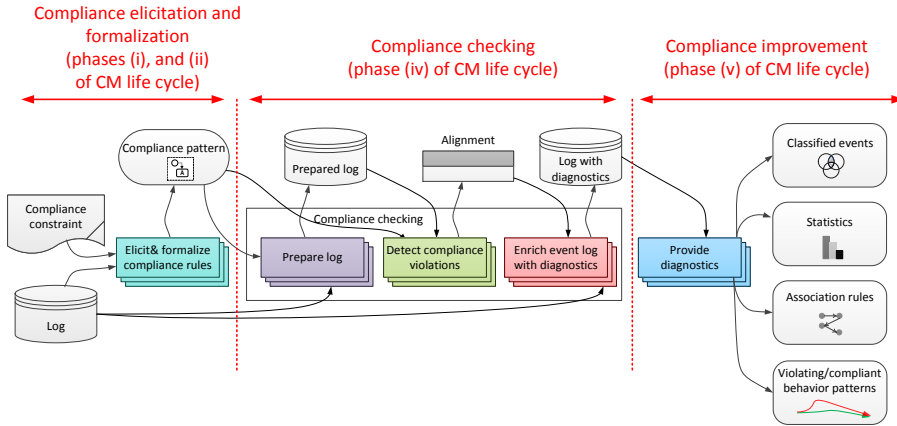 Compliance elicitation and
formalization
(phases (i), and (ii)
of CM life cycle)
Compliance checking
(phase (iv) of CM life cycle)
Compliance improvement
(phase (v) of CM life cycle)
Compliance pattern
A
Prepared log
Alignment
Log with
diagnostics
Classified events
Compliance
constraint
Compliance checking
Elicit& formalize
compliance rules
Prepare log
Detect compliance
violations
Enrich event log
with diagnostics
Provide
diagnostics
Statistics
Log
Association rules
Violating/compliant
behavior patterns